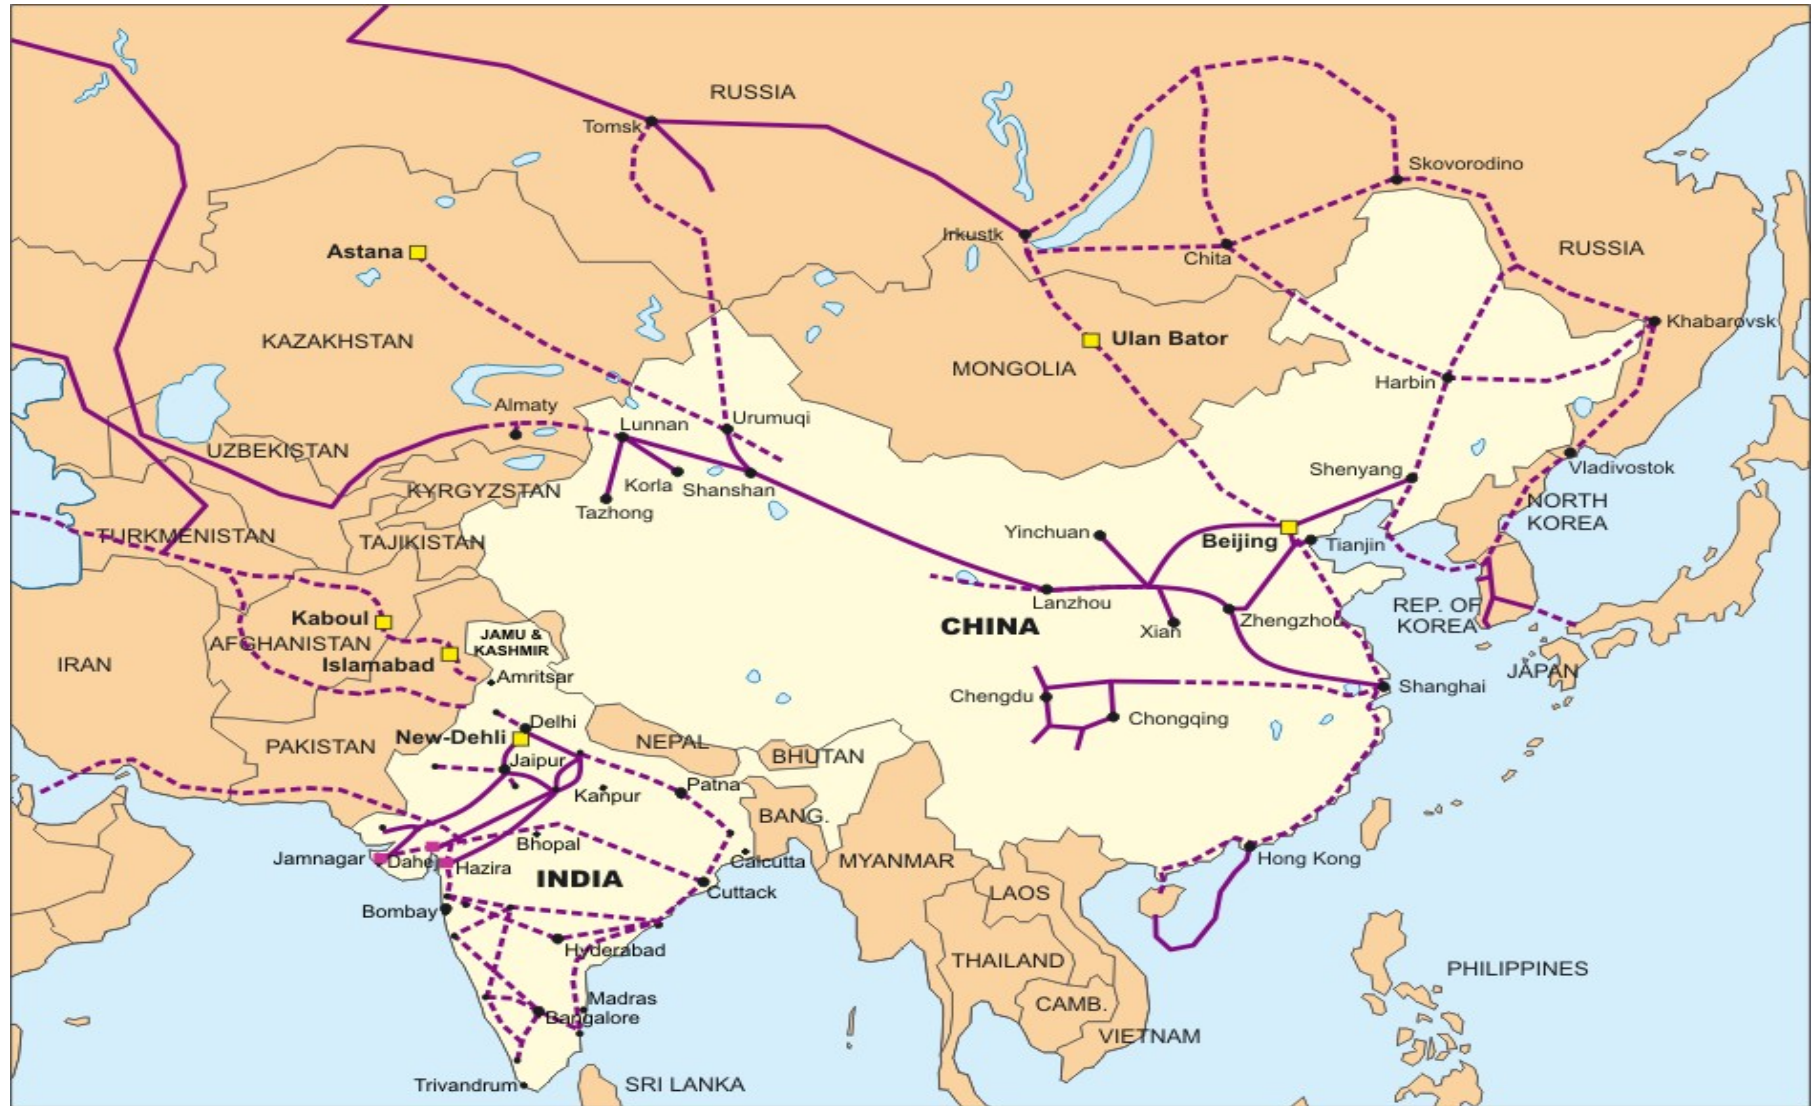 RUSSIA
Tomsk
Skovorodino
Irkustk
Chita
RUSSIA
Astana
Khabarovsk
KAZAKHSTAN
Ulan Bator
MONGOLIA
Harbin
Almaty
Lunnan
Urumuqi
UZBEKISTAN
Shenyang
Vladivostok
KYRGYZSTAN
Korla
Shanshan
Tazhong
NORTH
KOREA
TURKMENISTAN
TAJIKISTAN
Yinchuan
Beijing
Tianjin
Lanzhou
REP. OF
KOREA
Kaboul
CHINA
Xian
Zhengzhou
AFGHANISTAN
JAMU &
KASHMIR
IRAN
Islamabad
Amritsar
JAPAN
Chengdu
Shanghai
Chongqing
Delhi
New-Dehli
PAKISTAN
NEPAL
BHUTAN
Jaipur
Patna
Kanpur
BANG.
Bhopal
Jamnagar
Dahe
Hazira
Calcutta
MYANMAR
Hong Kong
INDIA
Cuttack
LAOS
Bombay
Hyderabad
THAILAND
PHILIPPINES
Madras
CAMB.
Bangalore
VIETNAM
Trivandrum
SRI LANKA